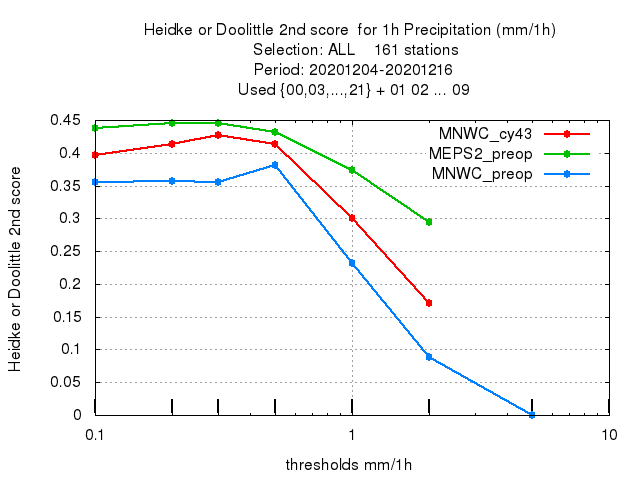 Heidke or Doolittle 2nd score  for 1h Precipitation (mm/1h)
Selection: ALL    161 stations
Period: 20201204-20201216
Used {00,03,...,21} + 01 02 ... 09
MNWC_cy43
MEPS2_preop
MNWC_preop
Heidke or Doolittle 2nd score
0.45
0.4
0.35
0.3
0.25
0.2
0.15
0.1
0.05
0
0.1 1 10
thresholds mm/1h